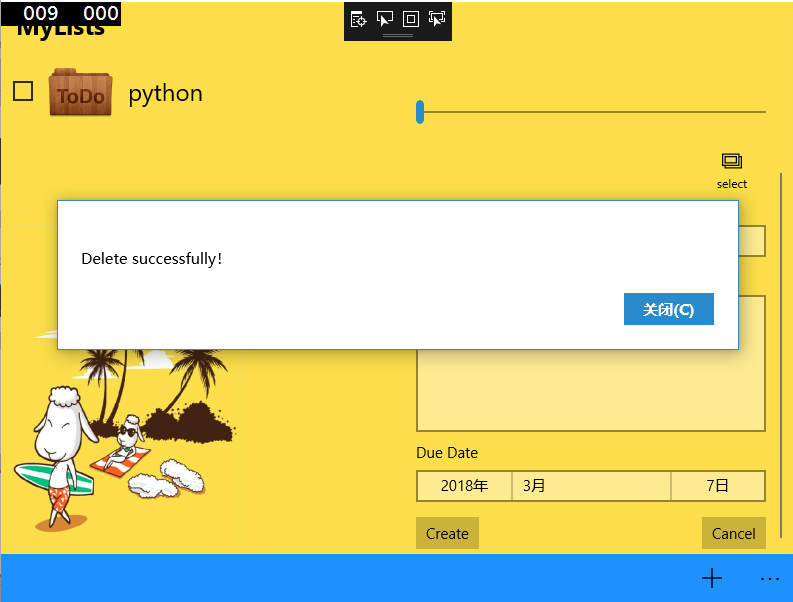 009 000
MyLists
ToDo python
select
Delete successfully!
关闭(C)
Due Date
2018年 3月 7日
Create Cancel